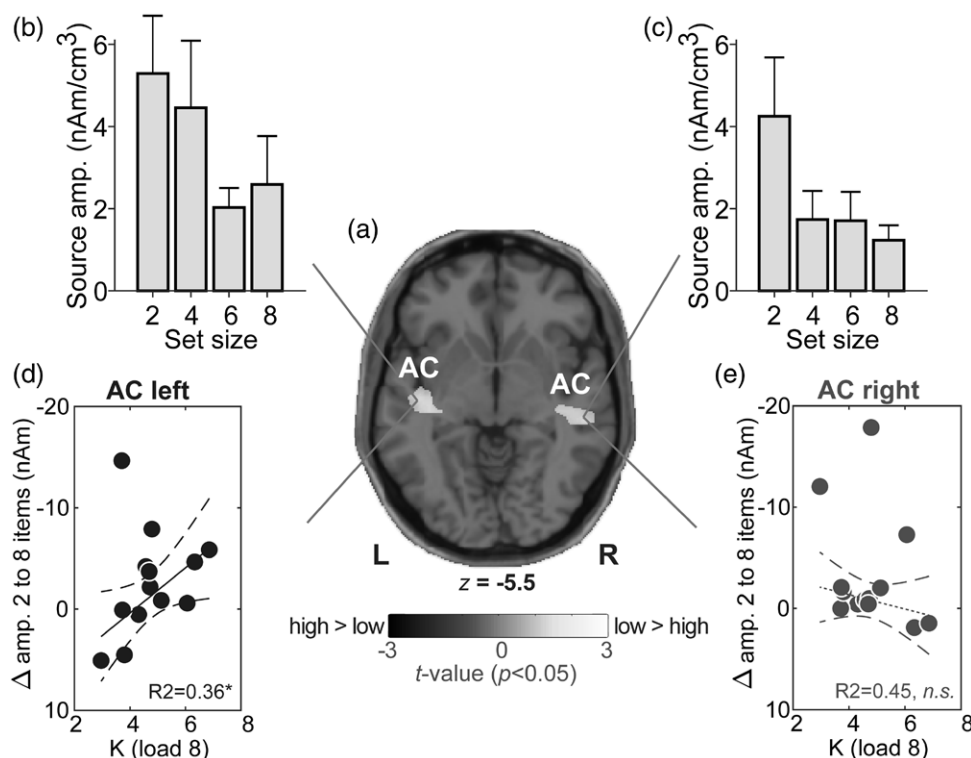 (b)
Source amp. (nAm/cm³)
6
4
2
0
2 4 6 8
Set size
(c)
Source amp. (nAm/cm³)
6
4
2
0
2 4 6 8
Set size
(a)
AC AC
L R
z = -5.5
high > low
low > high
-3 0 3
t-value (p<0.05)
(d)
AC left
Δ amp. 2 to 8 items (nAm)
-20
-10
0
10
R2=0.36*
2 4 6 8
K (load 8)
(e)
AC right
Δ amp. 2 to 8 items (nAm)
-20
-10
0
10
R2=0.45, n.s.
2 4 6 8
K (load 8)